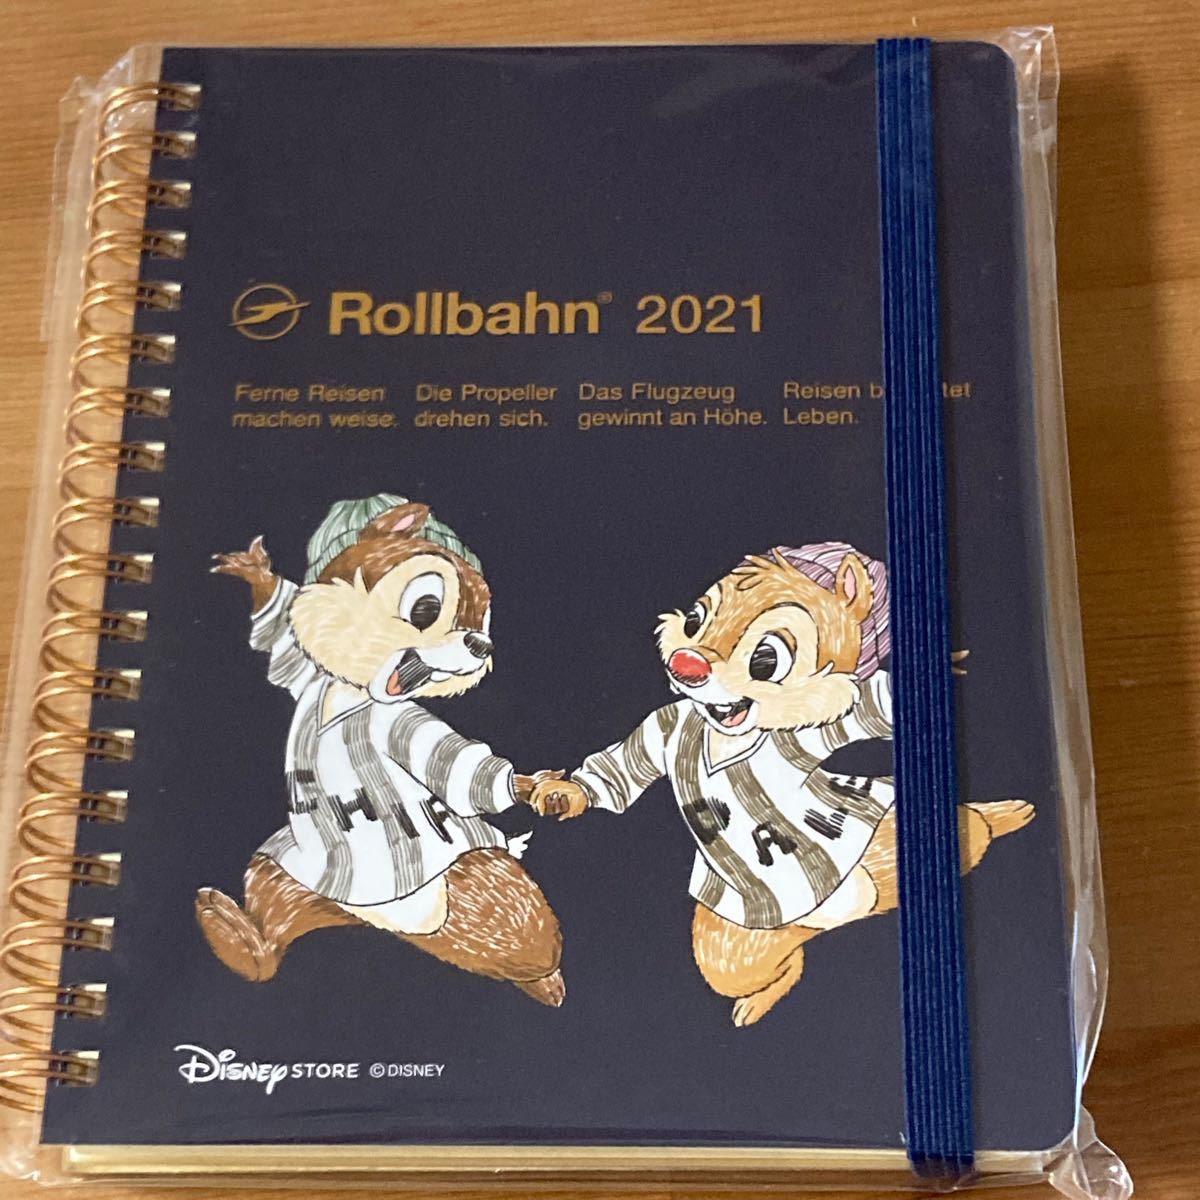 Rollbahn® 2021
Ferne Reisen machen weise.
Die Propeller drehen sich.
Das Flugzeug gewinnt an Höhe.
Reisen Leben.
CHIP
DALE
Disney STORE ©DISNEY